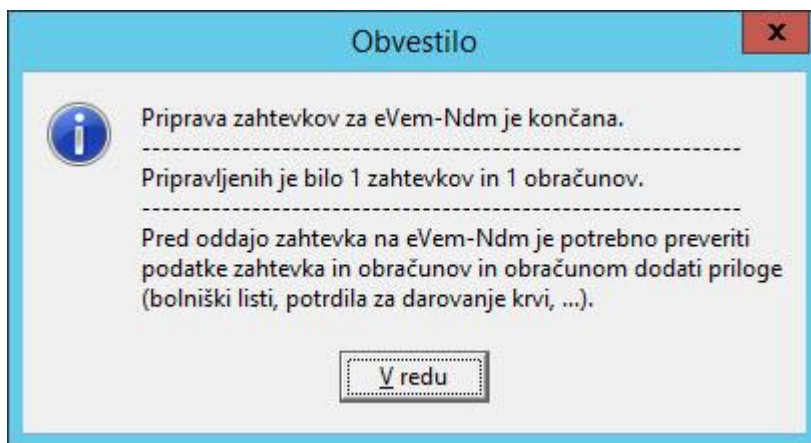 Obvestilo
x
Priprava zahtevkov za eVem-Ndm je končana.
------------------------------------------------------------
Pripravljenih je bilo 1 zahtevkov in 1 obračunov.
------------------------------------------------------------
Pred oddajo zahtevka na eVem-Ndm je potrebno preveriti
podatke zahtevka in obračunov in obračunom dodati priloge
(bolniški listi, potrdila za darovanje krvi, ...).
V redu